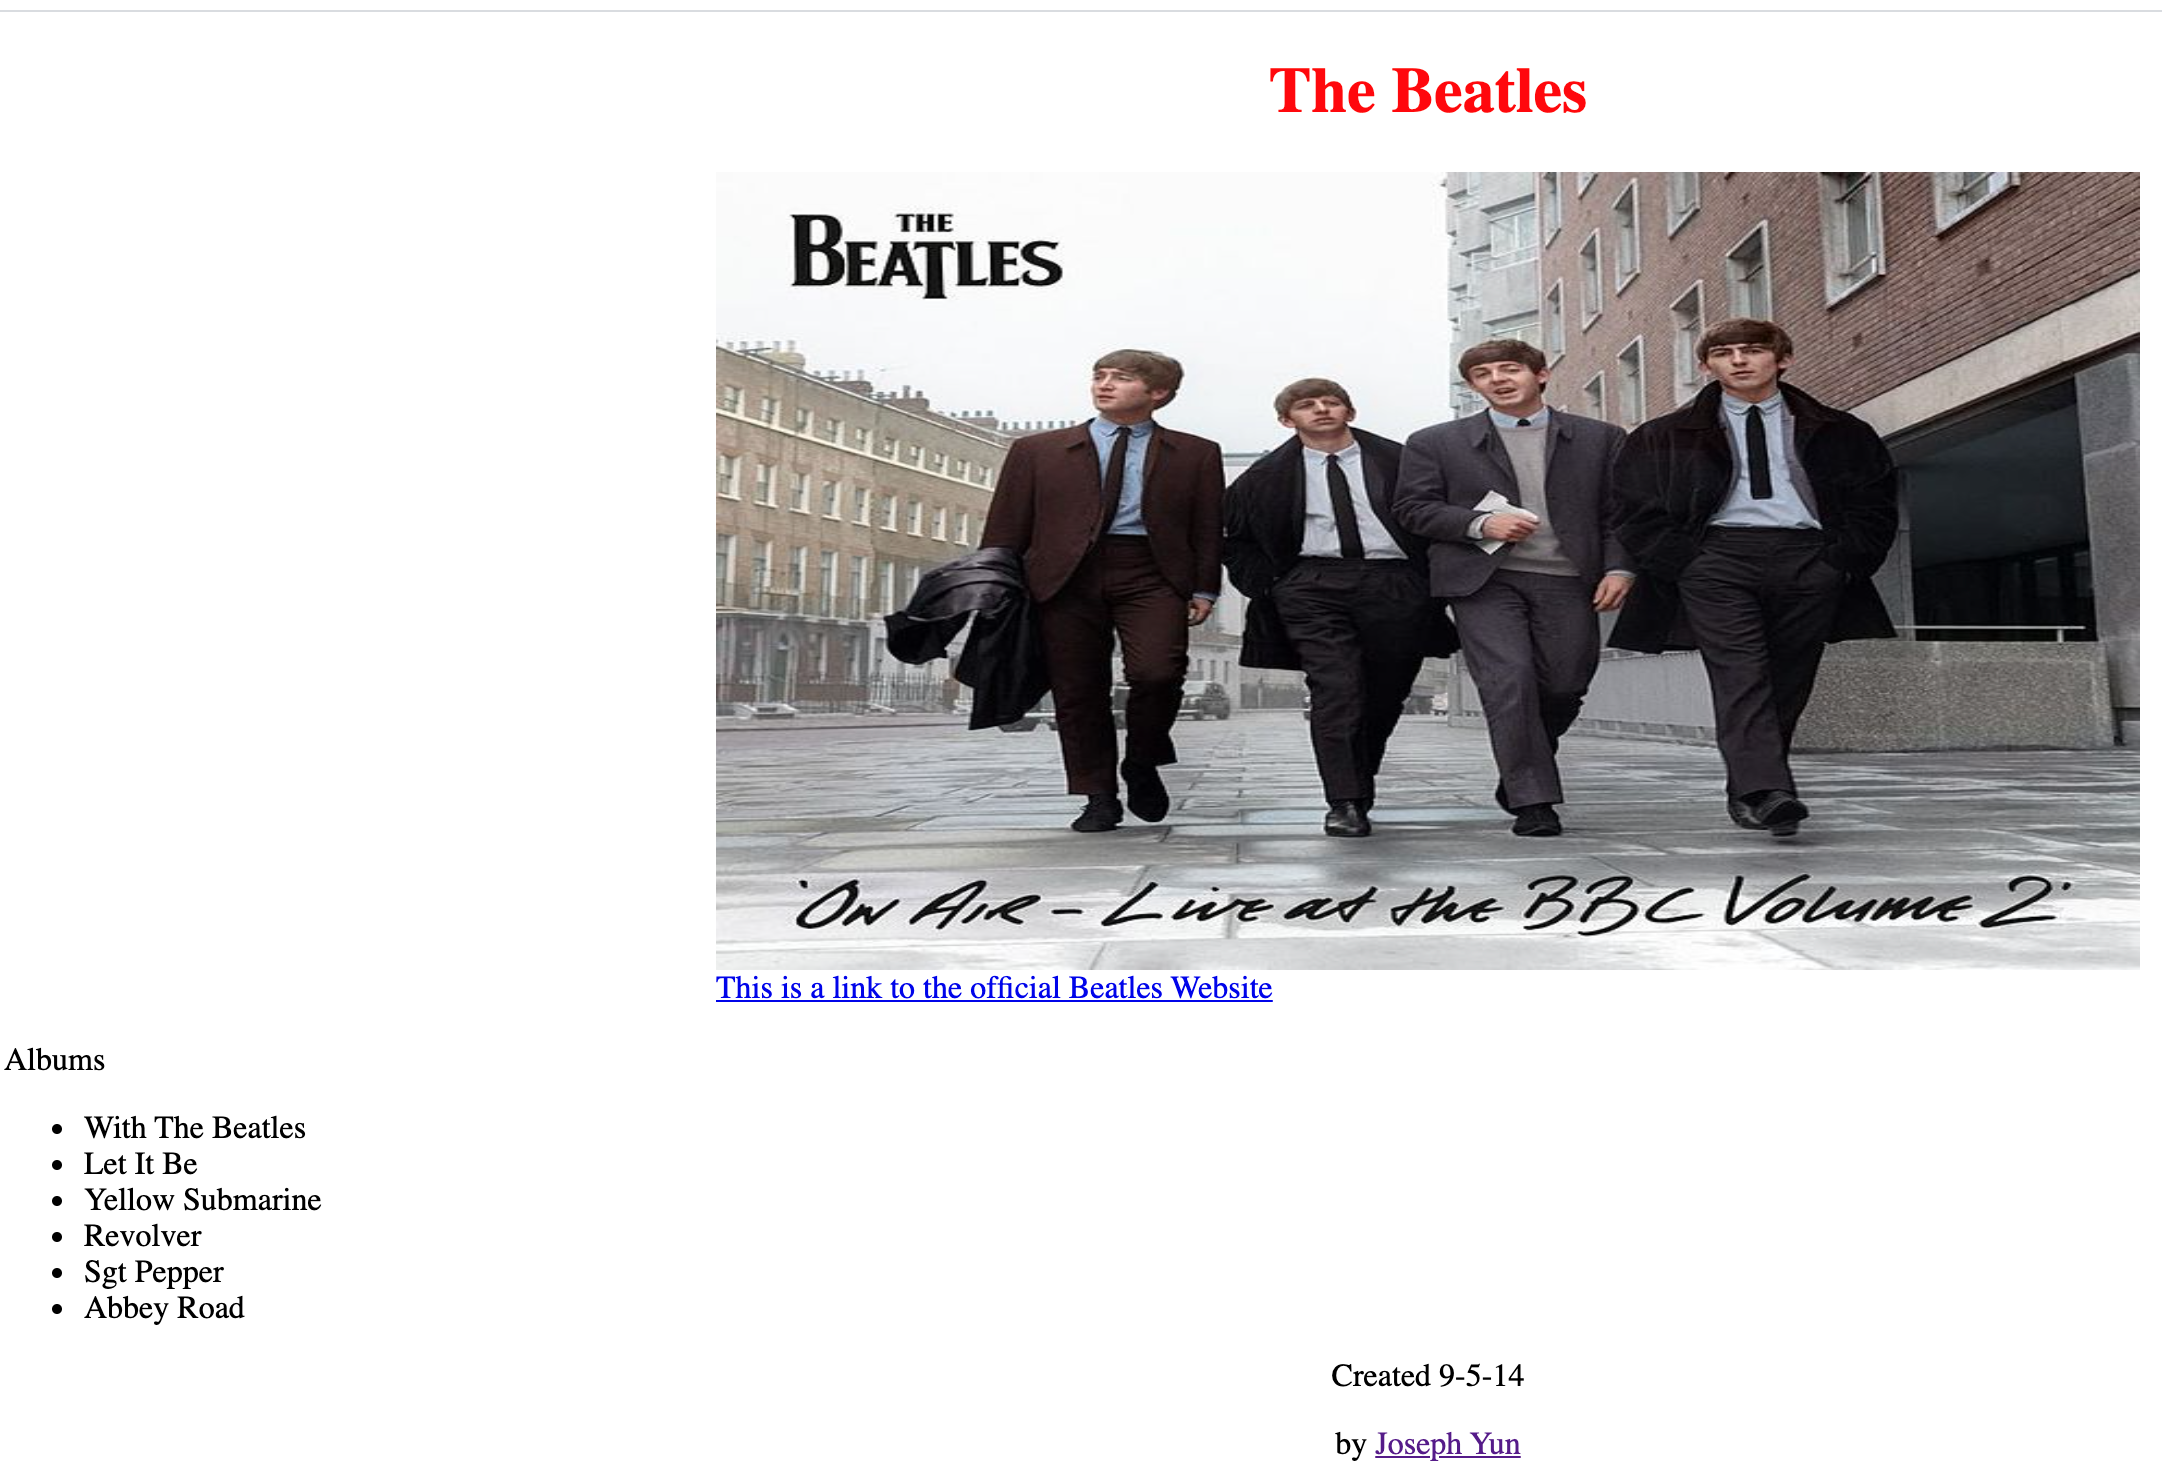 The Beatles
THE
BEATLES
'On Air - Live at the BBC Volume 2'
This is a link to the official Beatles Website
Albums
With The Beatles
Let It Be
Yellow Submarine
Revolver
Sgt Pepper
Abbey Road
Created 9-5-14
by Joseph Yun